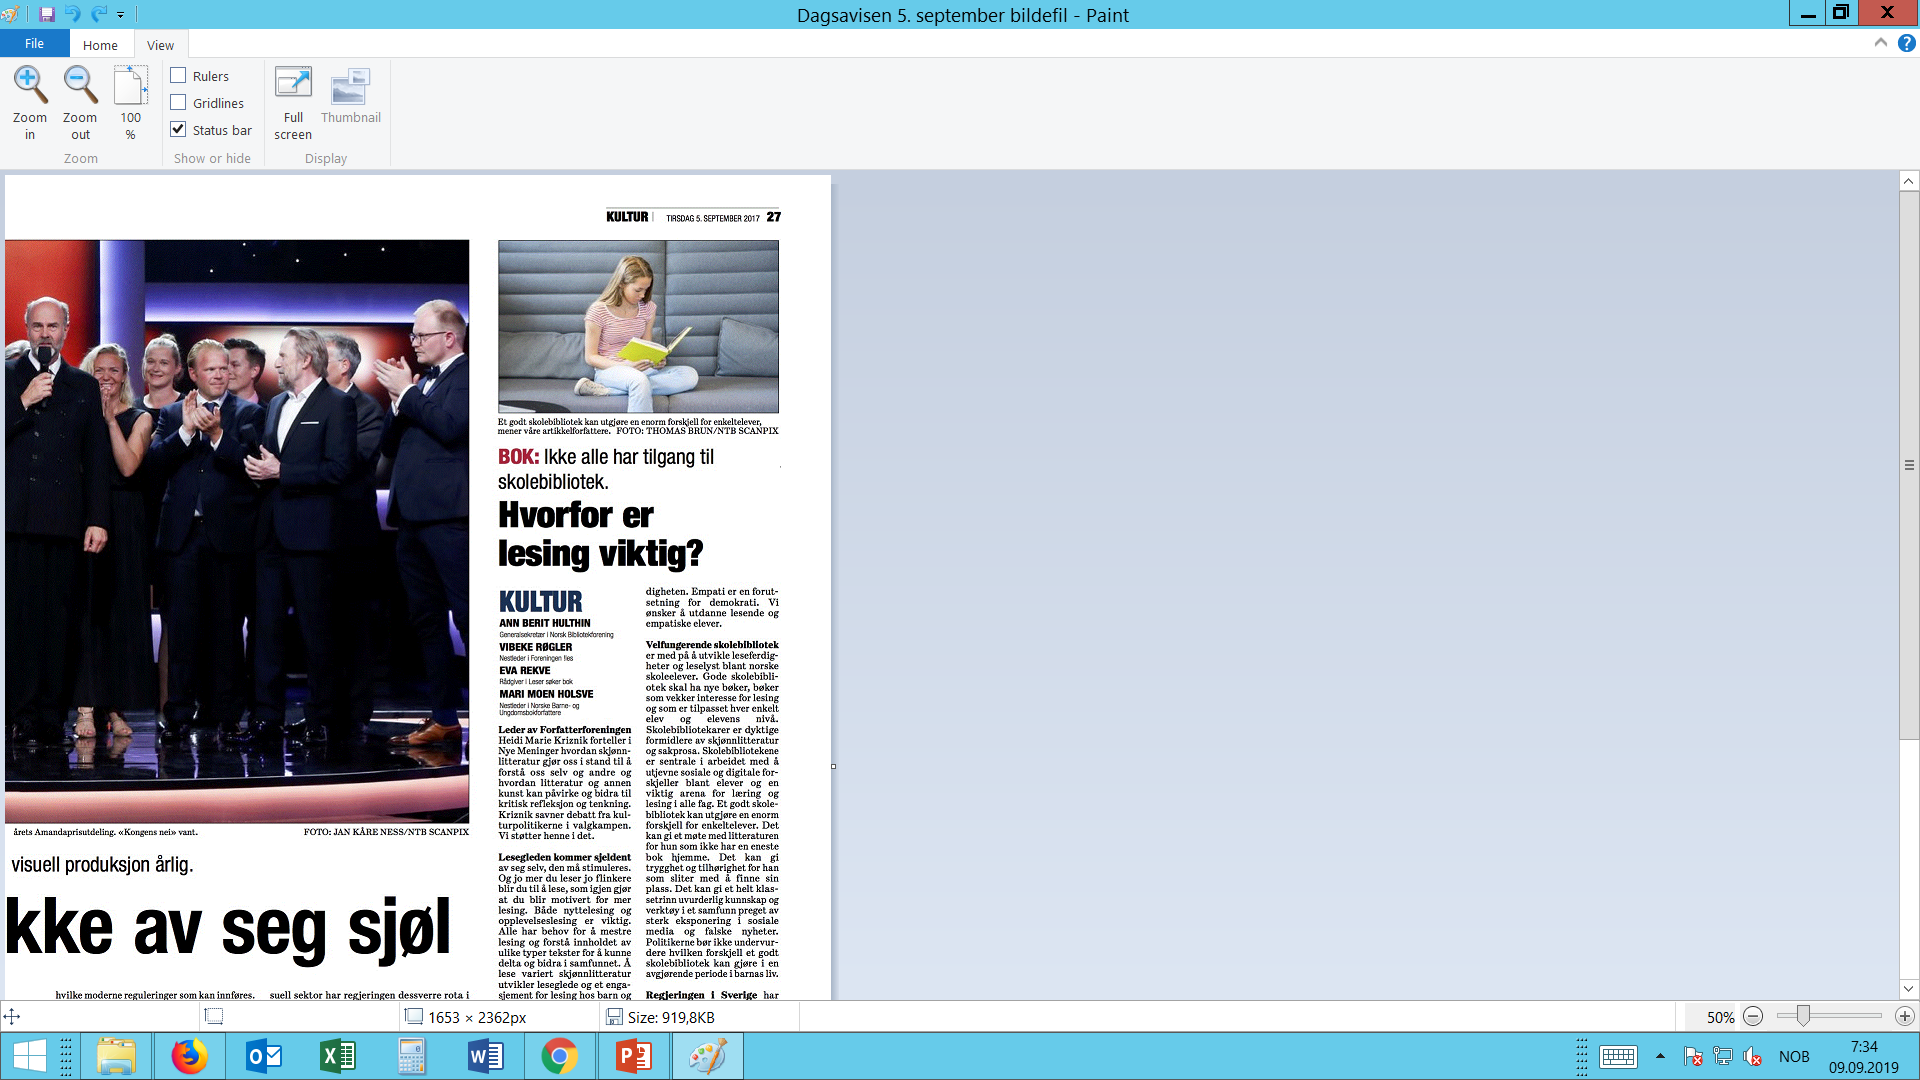 Dagsavisen 5. september bildefil - Paint
File
Home
View
Zoom in
Zoom out
100 %
Rulers
Gridlines
Status bar
Full screen
Thumbnail
Zoom
Show or hide
Display
KULTUR | TIRSDAG 5. SEPTEMBER 2017 27
årets Amandaprisutdeling. «Kongens nei» vant.
FOTO: JAN KÅRE NESS/NTB SCANPIX
visuell produksjon årlig.
kke av seg sjøl
hvilke moderne reguleringer som kan innføres.
suell sektor har regjeringen dessverre rota i
Et godt skolebibliotek kan utgjøre en enorm forskjell for enkeltelever,
mener våre artikkelforfattere. FOTO: THOMAS BRUN/NTB SCANPIX
BOK: Ikke alle har tilgang til
skolebibliotek.
Hvorfor er
lesing viktig?
KULTUR
ANN BERIT HULTHIN
Generalsekretær i Norsk Bibliotekforening
VIBEKE RØGLER
Nestleder i Foreningen !les
EVA REKVE
Rådgiver i Leser søker bok
MARI MOEN HOLSVE
Nestleder i Norske Barne- og
Ungdomsbokforfattere
Leder av Forfatterforeningen
Heidi Marie Kriznik forteller i
Nye Meninger hvordan skjønn-
litteratur gjør oss i stand til å
forstå oss selv og andre og
hvordan litteratur og annen
kunst kan påvirke og bidra til
kritisk refleksjon og tenkning.
Kriznik savner debatt fra kul-
turpolitikerne i valgkampen.
Vi støtter henne i det.
Lesegleden kommer sjeldent
av seg selv, den må stimuleres.
Og jo mer du leser jo flinkere
blir du til å lese, som igjen gjør
at du blir motivert for mer
lesing. Både nyttelesing og
opplevelseslesing er viktig.
Alle har behov for å mestre
lesing og forstå innholdet av
ulike typer tekster for å kunne
delta og bidra i samfunnet. Å
lese variert skjønnlitteratur
utvikler leseglede og et enga-
sjement for lesing hos barn og
digheten. Empati er en forut-
setning for demokrati. Vi
ønsker å utdanne lesende og
empatiske elever.
Velfungerende skolebibliotek
er med på å utvikle leseferdig-
heter og leselyst blant norske
skoleelever. Gode skolebibli-
otek skal ha nye bøker, bøker
som vekker interesse for lesing
og som er tilpasset hver enkelt
elev og elevens nivå.
Skolebibliotekarer er dyktige
formidlere av skjønnlitteratur
og sakprosa. Skolebibliotekene
er sentrale i arbeidet med å
utjevne sosiale og digitale for-
skjeller blant elever og en
viktig arena for læring og
lesing i alle fag. Et godt skole-
bibliotek kan utgjøre en enorm
forskjell for enkeltelever. Det
kan gi et møte med litteraturen
for hun som ikke har en eneste
bok hjemme. Det kan gi
trygghet og tilhørighet for han
som sliter med å finne sin
plass. Det kan gi et helt klas-
setrinn uvurderlig kunnskap og
verktøy i et samfunn preget av
sterk eksponering i sosiale
media og falske nyheter.
Politikerne bør ikke undervur-
dere hvilken forskjell et godt
skolebibliotek kan gjøre i en
avgjørende periode i barnas liv.
Regjeringen i Sverige har
1653 × 2362px
Size: 919,8KB
50%
NOB
7:34
09.09.2019